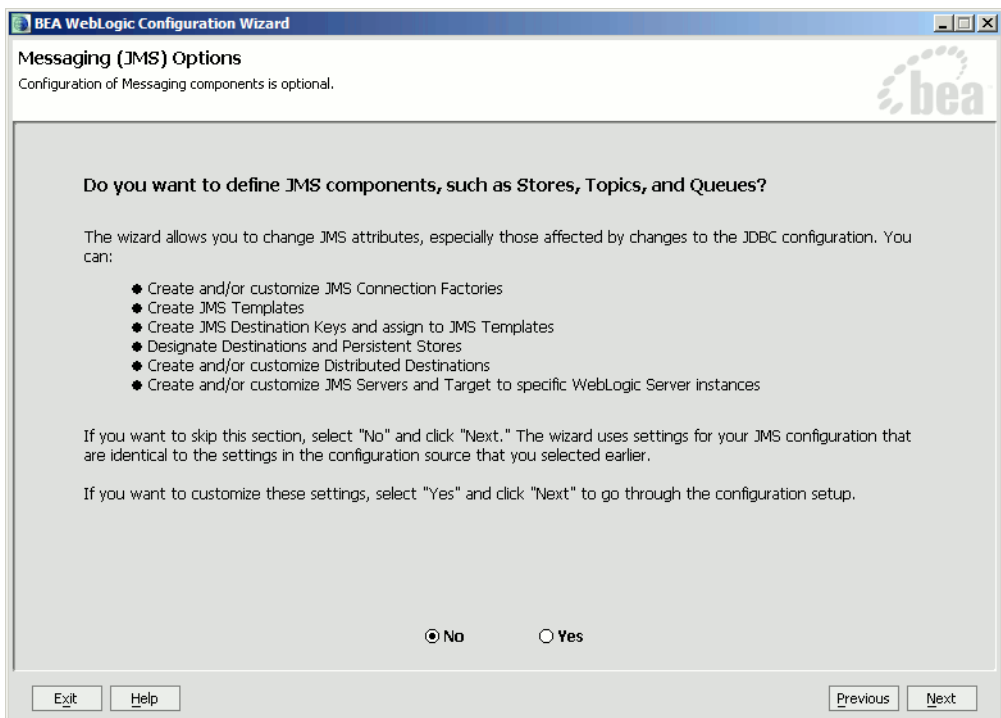 BEA WebLogic Configuration Wizard
Messaging (JMS) Options
Configuration of Messaging components is optional.
bea
Do you want to define JMS components, such as Stores, Topics, and Queues?
The wizard allows you to change JMS attributes, especially those affected by changes to the JDBC configuration. You
can:
Create and/or customize JMS Connection Factories
Create JMS Templates
Create JMS Destination Keys and assign to JMS Templates
Designate Destinations and Persistent Stores
Create and/or customize Distributed Destinations
Create and/or customize JMS Servers and Target to specific WebLogic Server instances
If you want to skip this section, select "No" and click "Next." The wizard uses settings for your JMS configuration that
are identical to the settings in the configuration source that you selected earlier.
If you want to customize these settings, select "Yes" and click "Next" to go through the configuration setup.
No Yes
Exit Help Previous Next